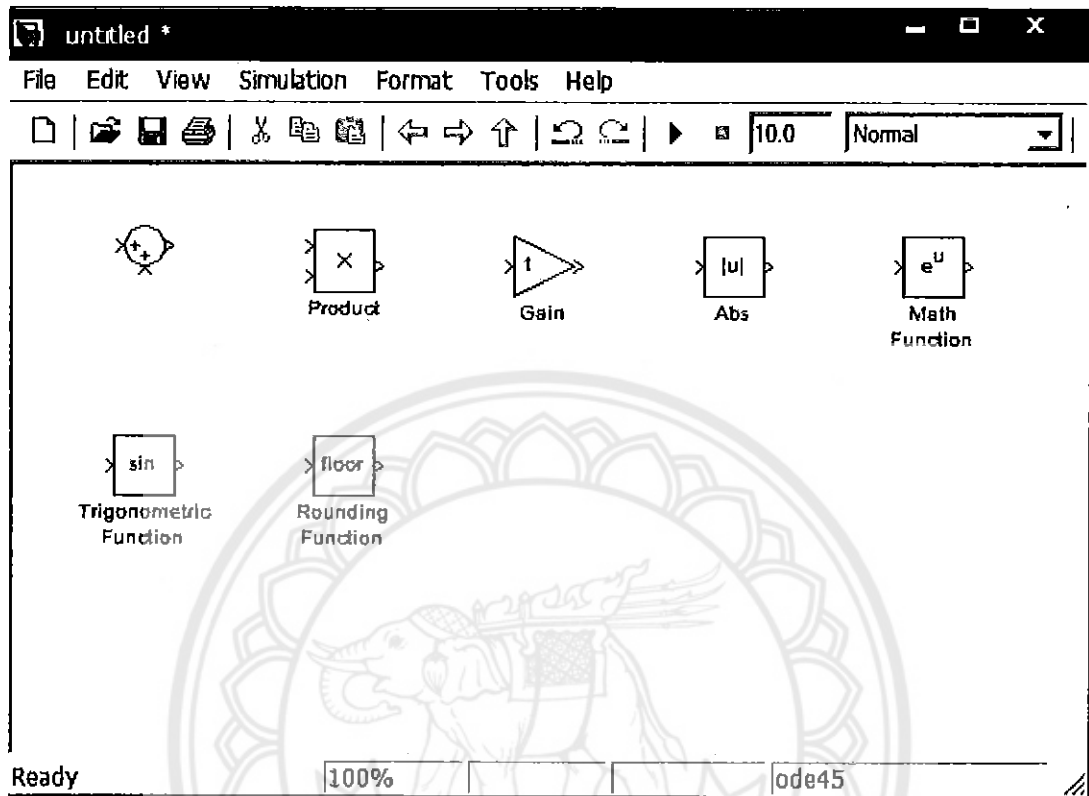 untitled *
File Edit View Simulation Format Tools Help
10.0 Normal
+ +
×
Product
1
Gain
|u|
Abs
e^u
Math
Function
sin
Trigonometric
Function
floor
Rounding
Function
Ready 100% ode45